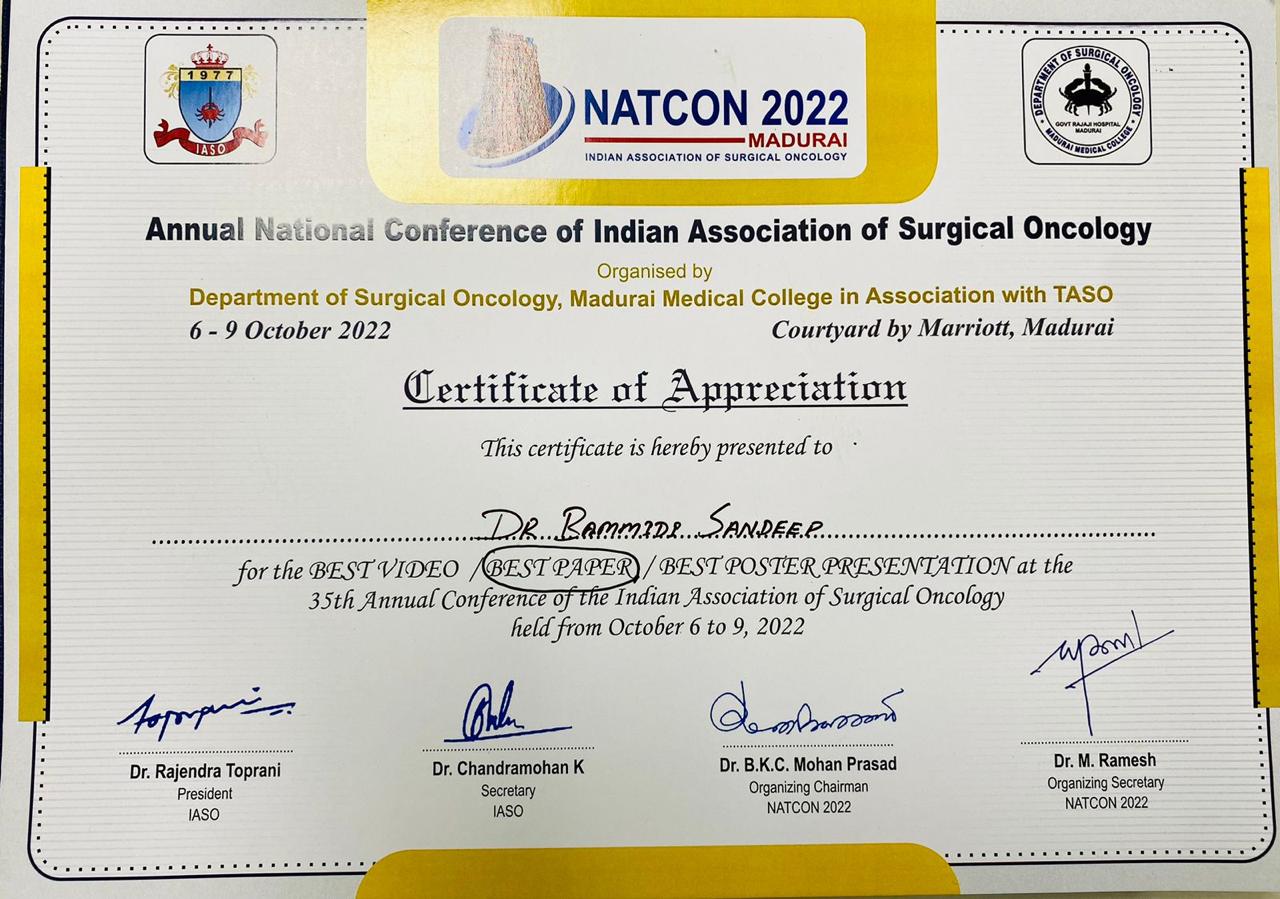 1977
IASO
NATCON 2022
MADURAI
INDIAN ASSOCIATION OF SURGICAL ONCOLOGY
DEPARTMENT OF SURGICAL ONCOLOGY
GOVT RAJAJI HOSPITAL
MADURAI
MADURAI MEDICAL COLLEGE
Annual National Conference of Indian Association of Surgical Oncology
Organised by
Department of Surgical Oncology, Madurai Medical College in Association with TASO
6 - 9 October 2022 Courtyard by Marriott, Madurai
Certificate of Appreciation
This certificate is hereby presented to
DR BAMMIDI SANDEEP
for the BEST VIDEO / BEST PAPER / BEST POSTER PRESENTATION at the
35th Annual Conference of the Indian Association of Surgical Oncology
held from October 6 to 9, 2022
Toprani
Dr. Rajendra Toprani Dr. Chandramohan K Dr. B.K.C. Mohan Prasad Dr. M. Ramesh
President Secretary Organizing Chairman Organizing Secretary
IASO IASO NATCON 2022 NATCON 2022